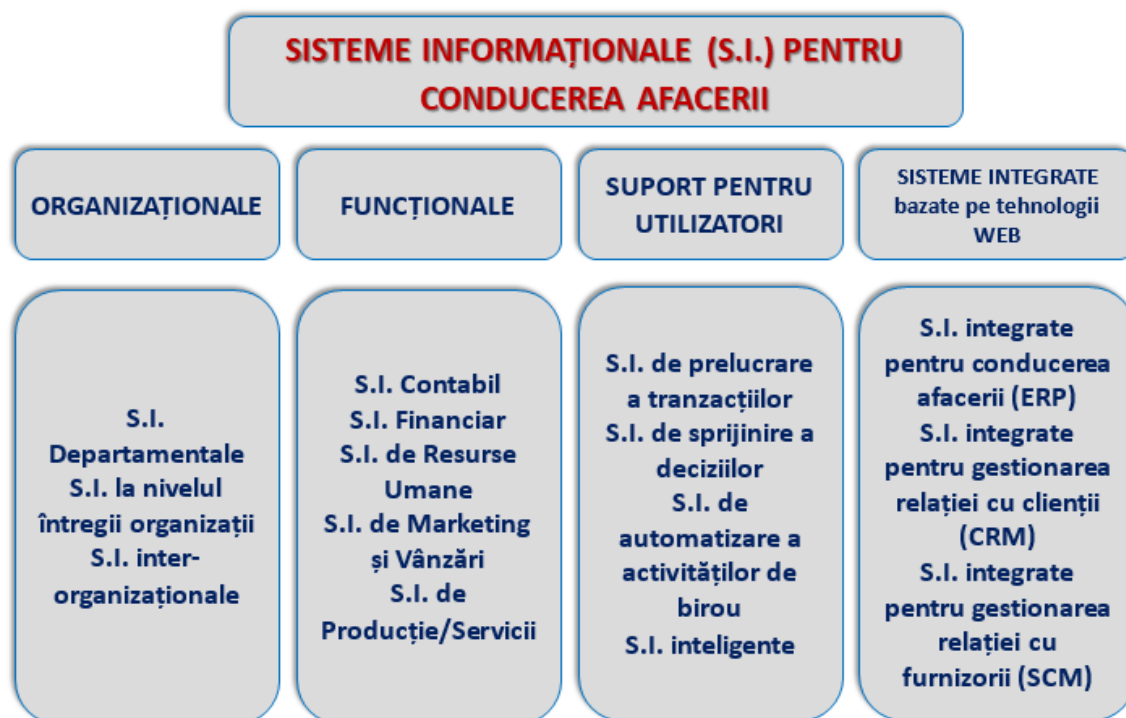 SISTEME INFORMAȚIONALE (S.I.) PENTRU
CONDUCEREA AFACERII
ORGANIZAȚIONALE
FUNCȚIONALE
SUPORT PENTRU
UTILIZATORI
SISTEME INTEGRATE
bazate pe tehnologii
WEB
S.I.
Departamentale
S.I. la nivelul
întregii organizații
S.I. inter-
organizaționale
S.I. Contabil
S.I. Financiar
S.I. de Resurse
Umane
S.I. de Marketing
și Vânzări
S.I. de
Producție/Servicii
S.I. de prelucrare
a tranzacțiilor
S.I. de sprijinire a
deciziilor
S.I. de
automatizare a
activităților de
birou
S.I. inteligente
S.I. integrate
pentru conducerea
afacerii (ERP)
S.I. integrate
pentru gestionarea
relației cu clienții
(CRM)
S.I. integrate
pentru gestionarea
relației cu
furnizorii (SCM)